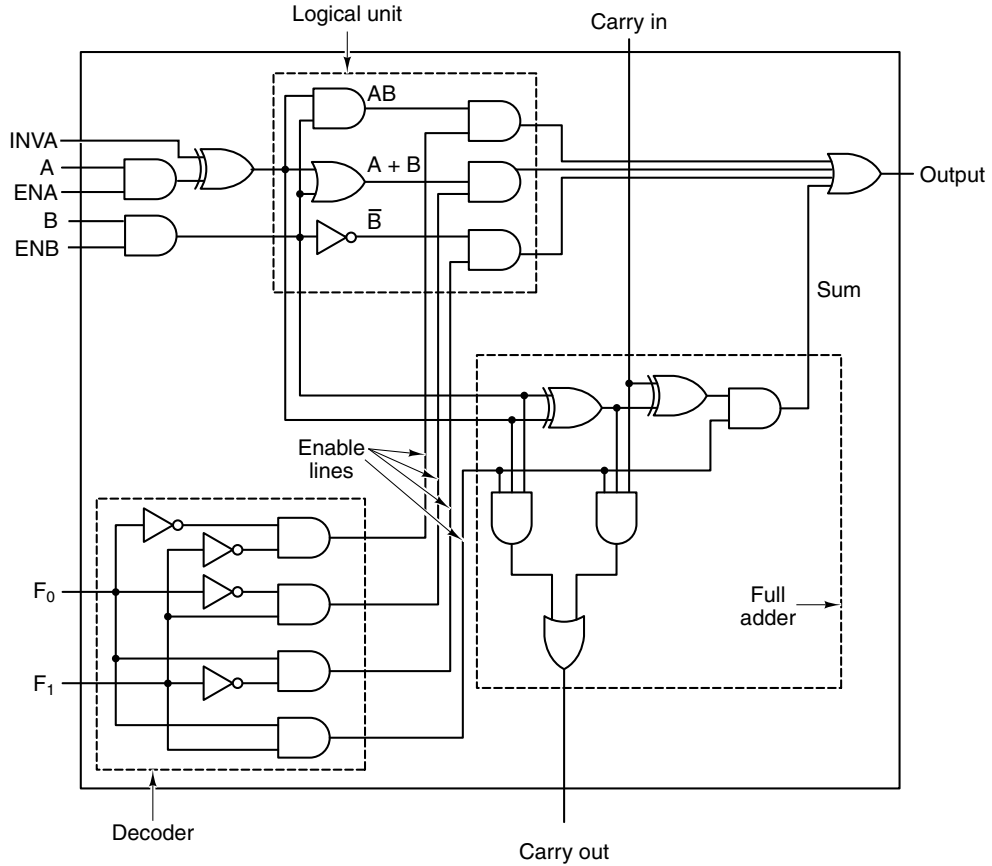 Logical unit
Carry in
INVA
A
ENA
B
ENB
AB
A + B
B̅
Output
Sum
Enable
lines
F₀
F₁
Full
adder
Decoder
Carry out